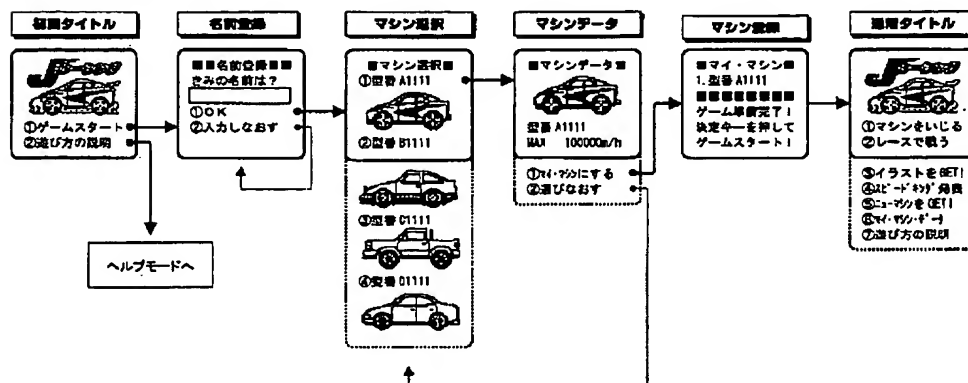 初回タイトル
①ゲームスタート
②遊び方の説明
ヘルプモードへ
名前登録
■■名前登録■■
きみの名前は?
①OK
②入力しなおす
マシン選択
■マシン選択■
①型番 A1111
②型番 B1111
③型番 C1111
④型番 D1111
マシンデータ
■マシンデータ■
型番 A1111
MAX 100000m/h
①マイ・マシンにする
②選びなおす
マシン登録
■マイ・マシン■
1.型番 A1111
■■■■■■■■
ゲーム準備完了!
決定キーを押して
ゲームスタート!
通常タイトル
①マシンをいじる
②レースで戦う
③イラストをGET!
④スピードキング発表
⑤ニューマシンをGET!
⑥マイ・マシン・データ
⑦遊び方の説明